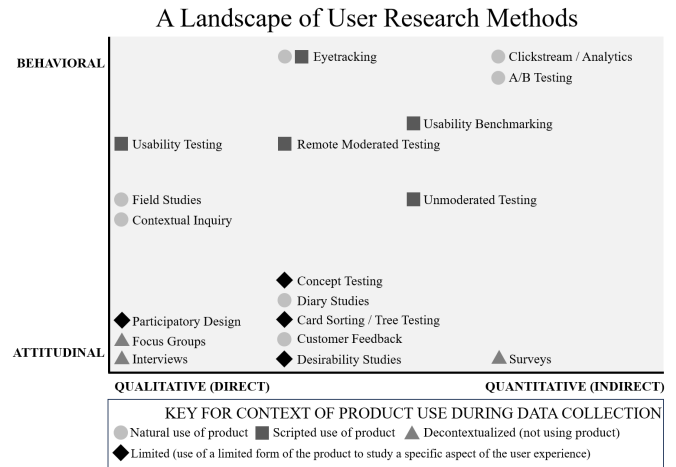 A Landscape of User Research Methods
BEHAVIORAL
Eyetracking
Clickstream / Analytics
A/B Testing
Usability Benchmarking
Usability Testing
Remote Moderated Testing
Field Studies
Unmoderated Testing
Contextual Inquiry
Concept Testing
Diary Studies
Participatory Design
Card Sorting / Tree Testing
Focus Groups
Customer Feedback
ATTITUDINAL
Interviews
Desirability Studies
Surveys
QUALITATIVE (DIRECT)
QUANTITATIVE (INDIRECT)
KEY FOR CONTEXT OF PRODUCT USE DURING DATA COLLECTION
Natural use of product
Scripted use of product
Decontextualized (not using product)
Limited (use of a limited form of the product to study a specific aspect of the user experience)